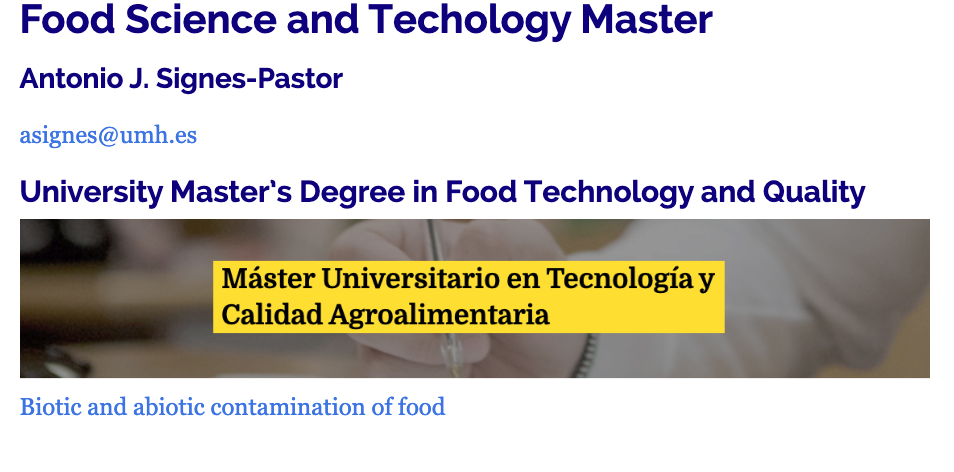 Food Science and Techology Master
Antonio J. Signes-Pastor
asignes@umh.es
University Master’s Degree in Food Technology and Quality
Máster Universitario en Tecnología y
Calidad Agroalimentaria
Biotic and abiotic contamination of food